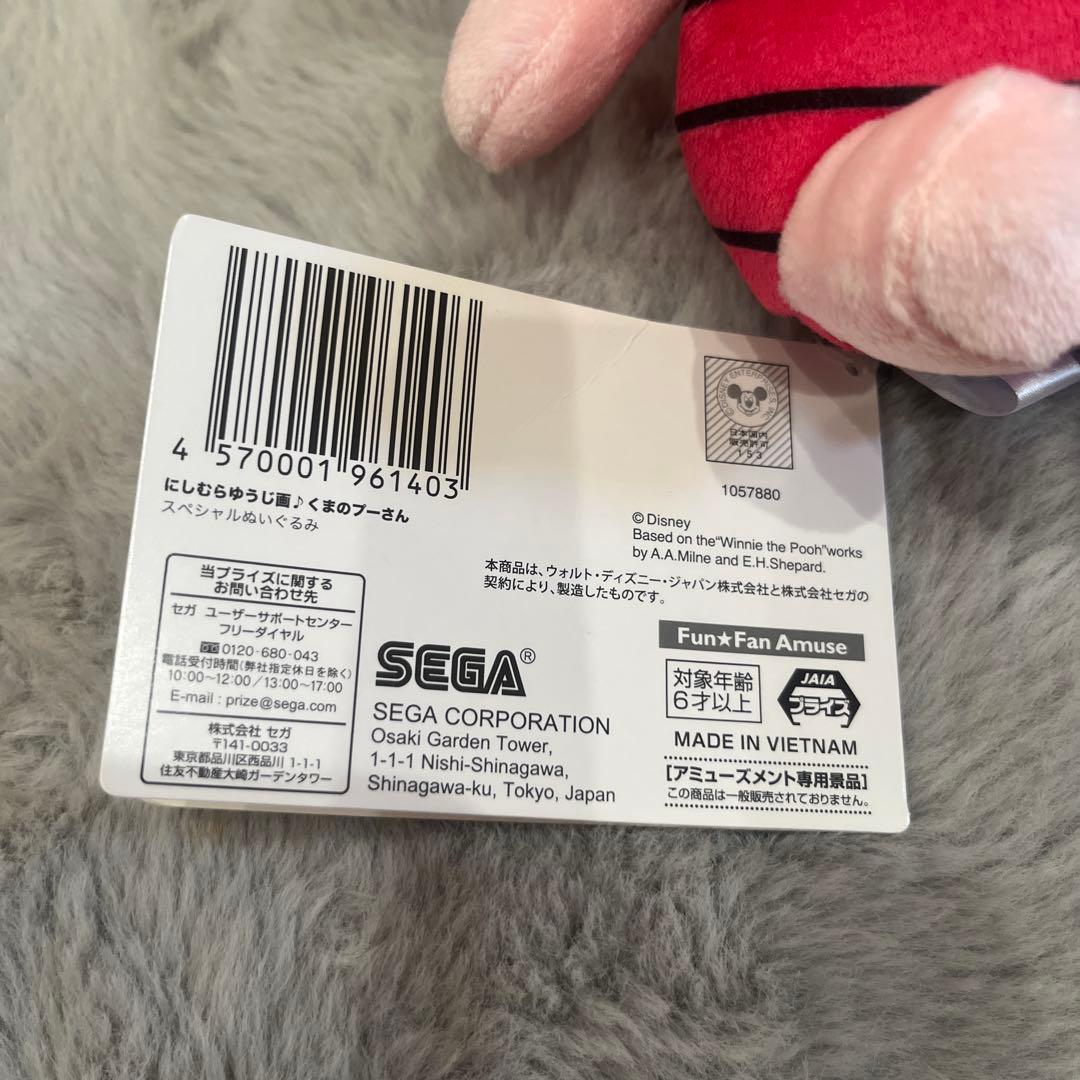 4 570001 961403
にしむらゆうじ画♪くまのプーさん
スペシャルぬいぐるみ
当プライズに関する
お問い合わせ先
セガ ユーザーサポートセンター
フリーダイヤル
0120-680-043
電話受付時間(弊社指定休日を除く)
10:00~12:00/13:00~17:00
E-mail : prize@sega.com
株式会社 セガ
〒141-0033
東京都品川区西品川 1-1-1
住友不動産大崎ガーデンタワー
SEGA®
SEGA CORPORATION
Osaki Garden Tower,
1-1-1 Nishi-Shinagawa,
Shinagawa-ku, Tokyo, Japan
©DISNEY ENTERPRISES, INC.
日本国内
販売許可
153
1057880
©Disney
Based on the“Winnie the Pooh”works
by A.A.Milne and E.H.Shepard.
本商品は、ウォルト・ディズニー・ジャパン株式会社と株式会社セガの
契約により、製造したものです。
Fun★Fan Amuse
対象年齢
6才以上
JAIA
プライズ
MADE IN VIETNAM
[アミューズメント専用景品]
この商品は一般販売されておりません。